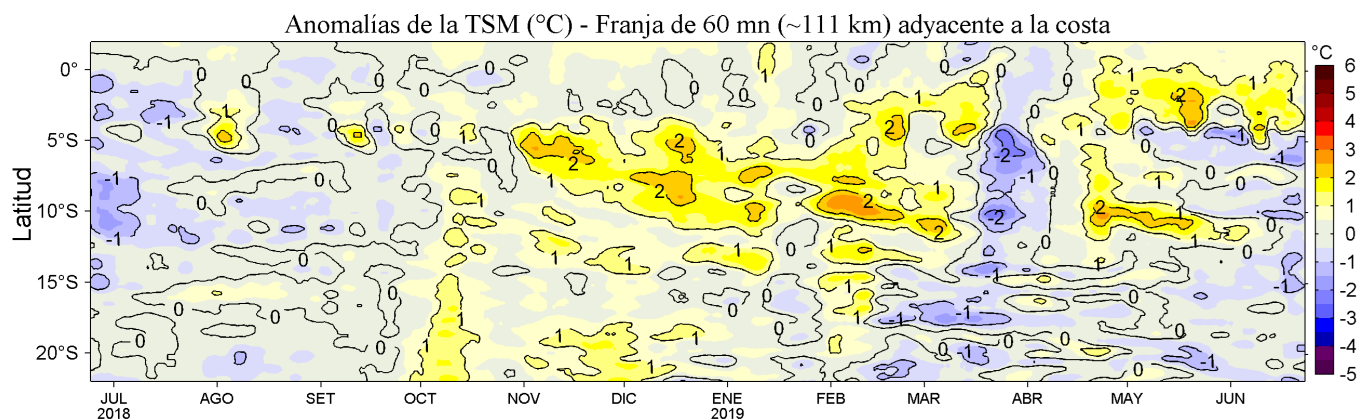 Anomalías de la TSM (°C) - Franja de 60 mn (~111 km) adyacente a la costa
°C
6
5
4
3
2
1
0
-1
-2
-3
-4
-5
Latitud
0°
5°S
10°S
15°S
20°S
JUL AGO SET OCT NOV DIC ENE FEB MAR ABR MAY JUN
2018 2019